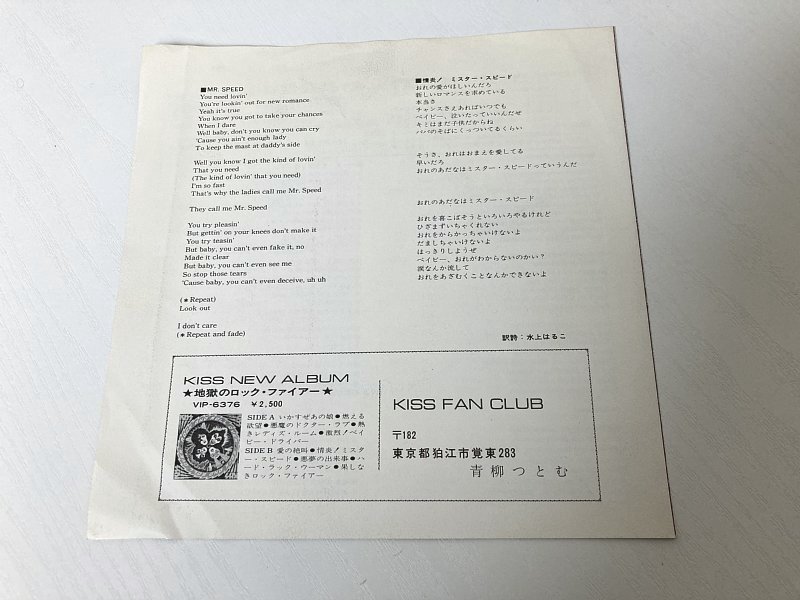 ■MR. SPEED
You need lovin'
You're lookin' out for new romance
Yeah it's true
You know you got to take your chances
When I dare
Well baby, don't you know you can cry
'Cause you ain't enough lady
To keep the mast at daddy's side
Well you know I got the kind of lovin'
That you need
(The kind of lovin' that you need)
I'm so fast
That's why the ladies call me Mr. Speed
They call me Mr. Speed
You try pleasin'
But gettin' on your knees don't make it
You try teasin'
But baby, you can't even fake it, no
Made it clear
But baby, you can't even see me
So stop those tears
'Cause baby, you can't even deceive, uh uh
(＊Repeat)
Look out
I don't care
(＊Repeat and fade)
■情炎! ミスター・スピード
おれの愛がほしいんだろ
新しいロマンスを求めている
本当さ
チャンスさえあればいつでも
ベイビー、泣いたっていいんだぜ
キミはまだ子供だからね
パパのそばにくっついてるくらい
そうさ、おれはおまえを愛してる
早いだろ
おれのあだなはミスター・スピードっていうんだ
おれのあだなはミスター・スピード
おれを喜こばそうといろいろやるけれど
ひざまずいちゃくれない
おれをからかっちゃいけないよ
だましちゃいけないよ
はっきりしようぜ
ベイビー、おれがわからないのかい？
涙なんか流して
おれをあざむくことなんかできないよ
訳詩：水上はるこ
KISS NEW ALBUM
★地獄のロック・ファイアー★
VIP-6376 ￥2,500
SIDE A いかすぜあの娘●燃える
欲望●悪魔のドクター・ラブ●熱
きレディズ・ルーム●激烈！ベイ
ビー・ドライバー
SIDE B 愛の絶叫●情炎！ミスタ
ー・スピード●悪夢の出来事●ハ
ード・ラック・ウーマン●果しな
きロック・ファイアー
KISS FAN CLUB
〒182
東京都狛江市覚東283
青柳つとむ